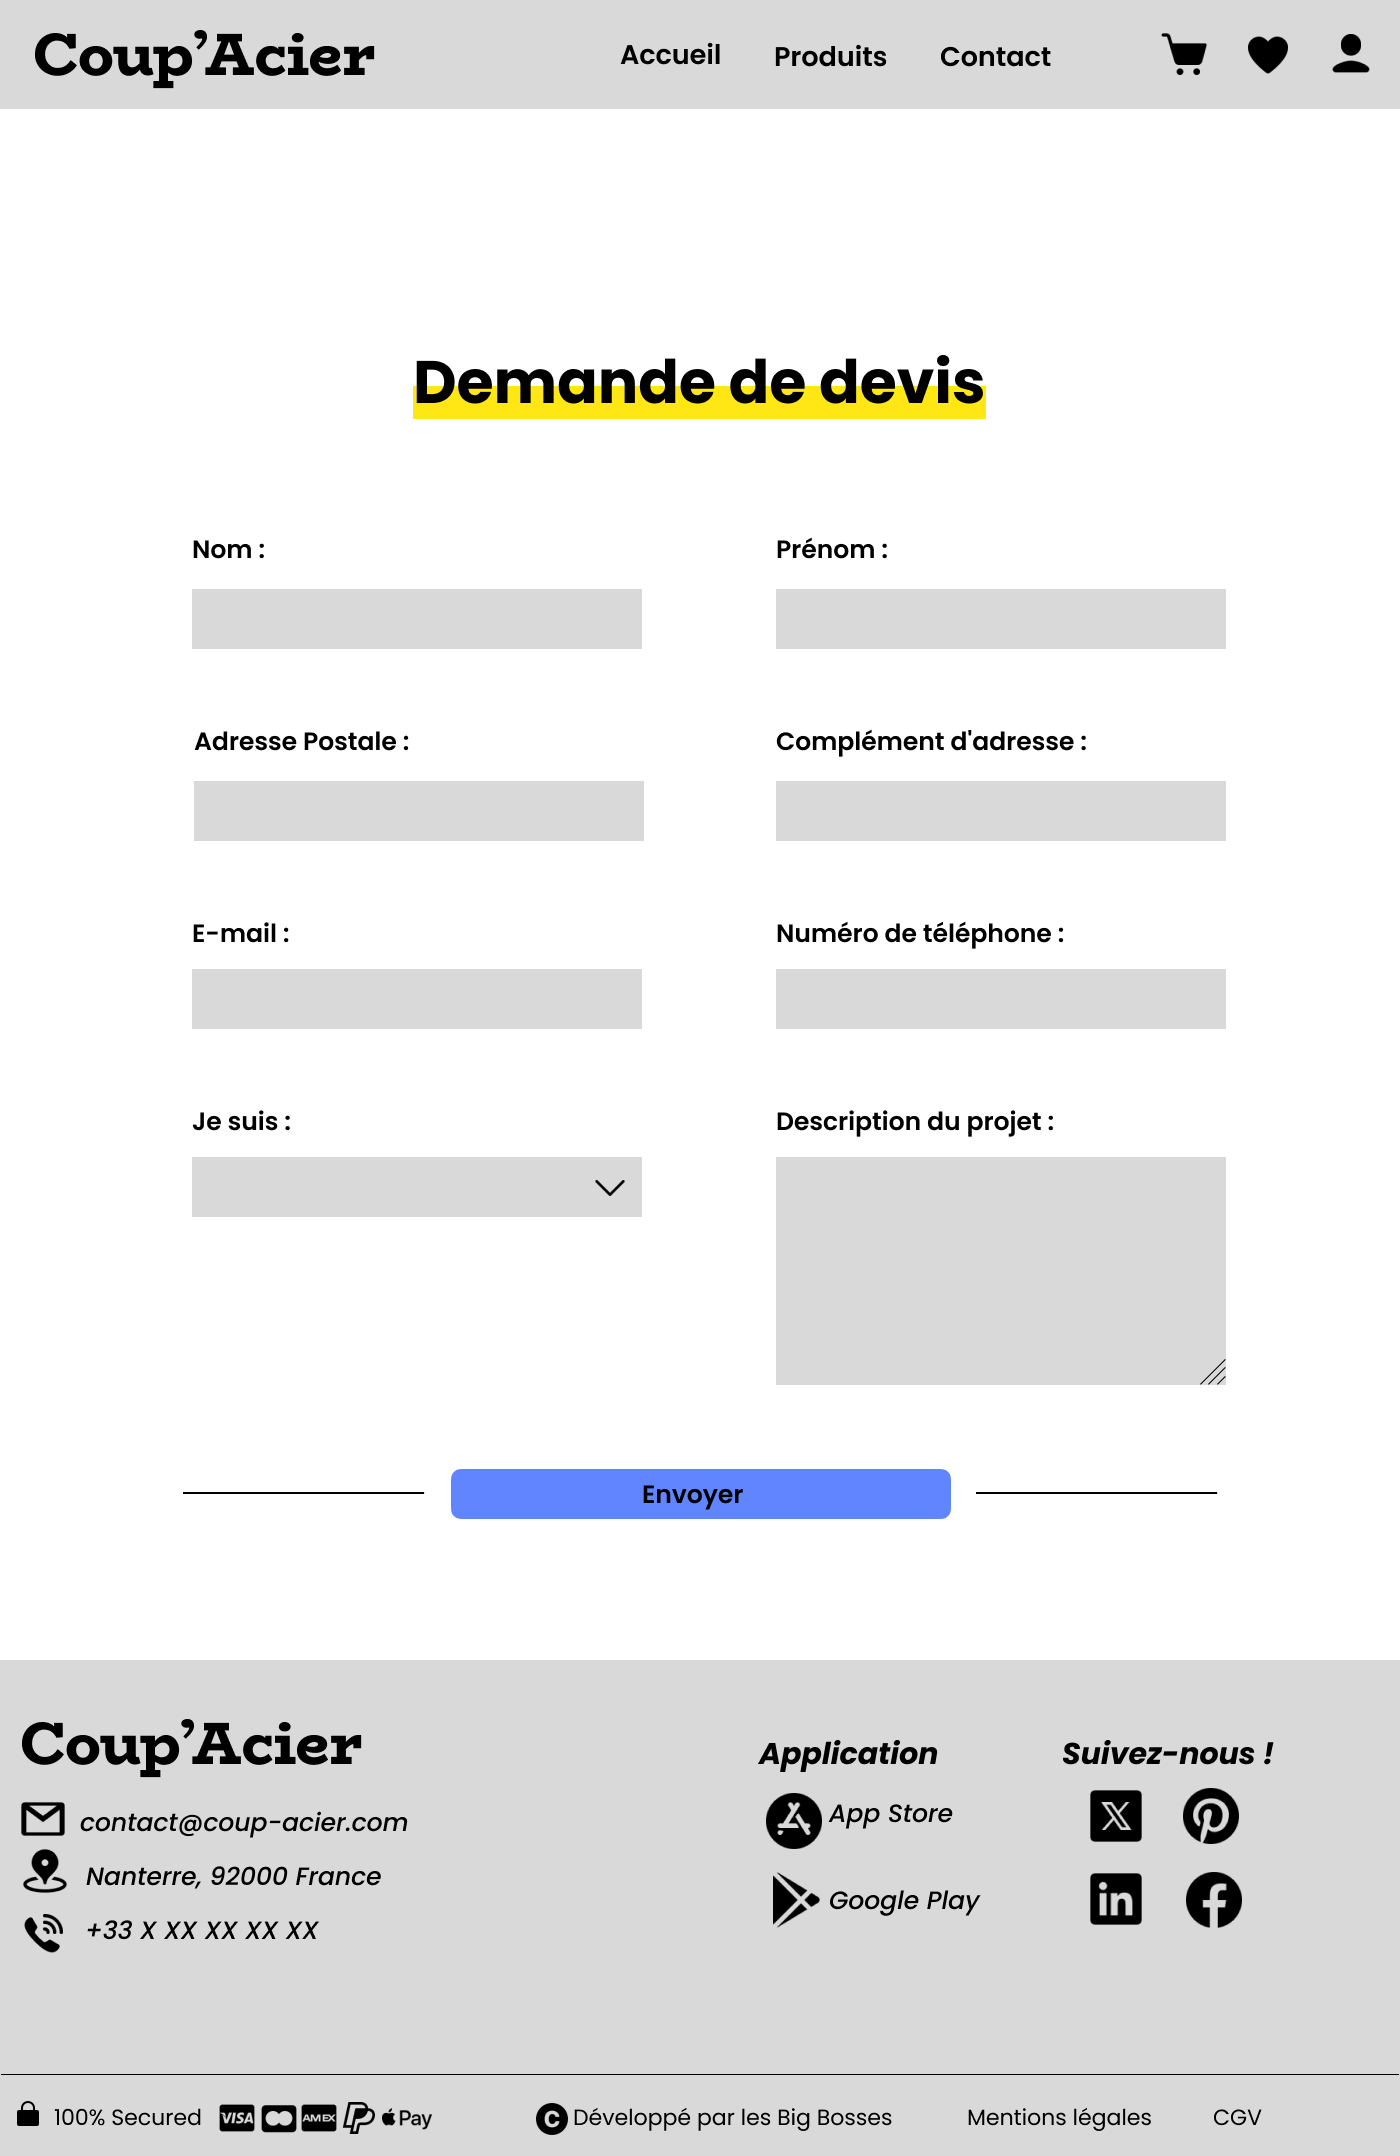 Coup’Acier
Accueil
Produits
Contact
Demande de devis
Nom :
Prénom :
Adresse Postale :
Complément d'adresse :
E-mail :
Numéro de téléphone :
Je suis :
Description du projet :
Envoyer
Coup’Acier
contact@coup-acier.com
Nanterre, 92000 France
+33 X XX XX XX XX
Application
App Store
Google Play
Suivez-nous !
X
in
100% Secured
VISA
AMEX
Pay
C Développé par les Big Bosses
Mentions légales
CGV